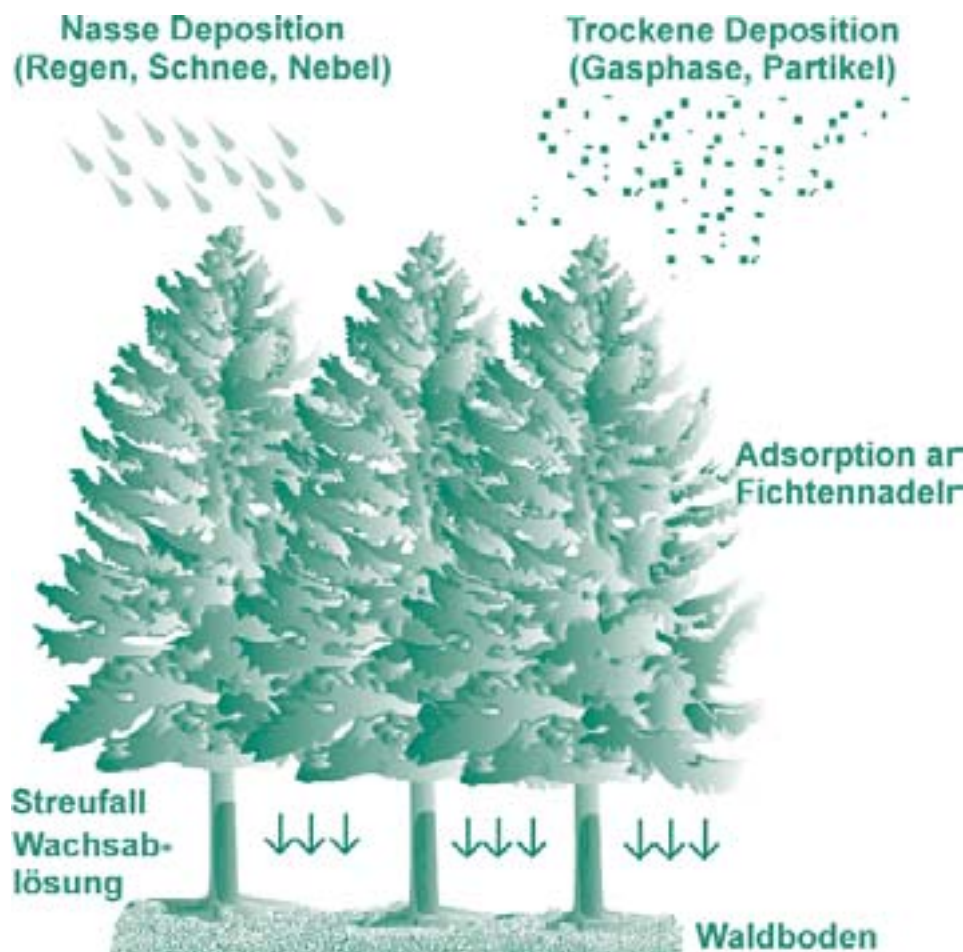 Nasse Deposition
(Regen, Schnee, Nebel)
Trockene Deposition
(Gasphase, Partikel)
Adsorption an
Fichtennadeln
Streufall
Wachsab-
lösung
Waldboden